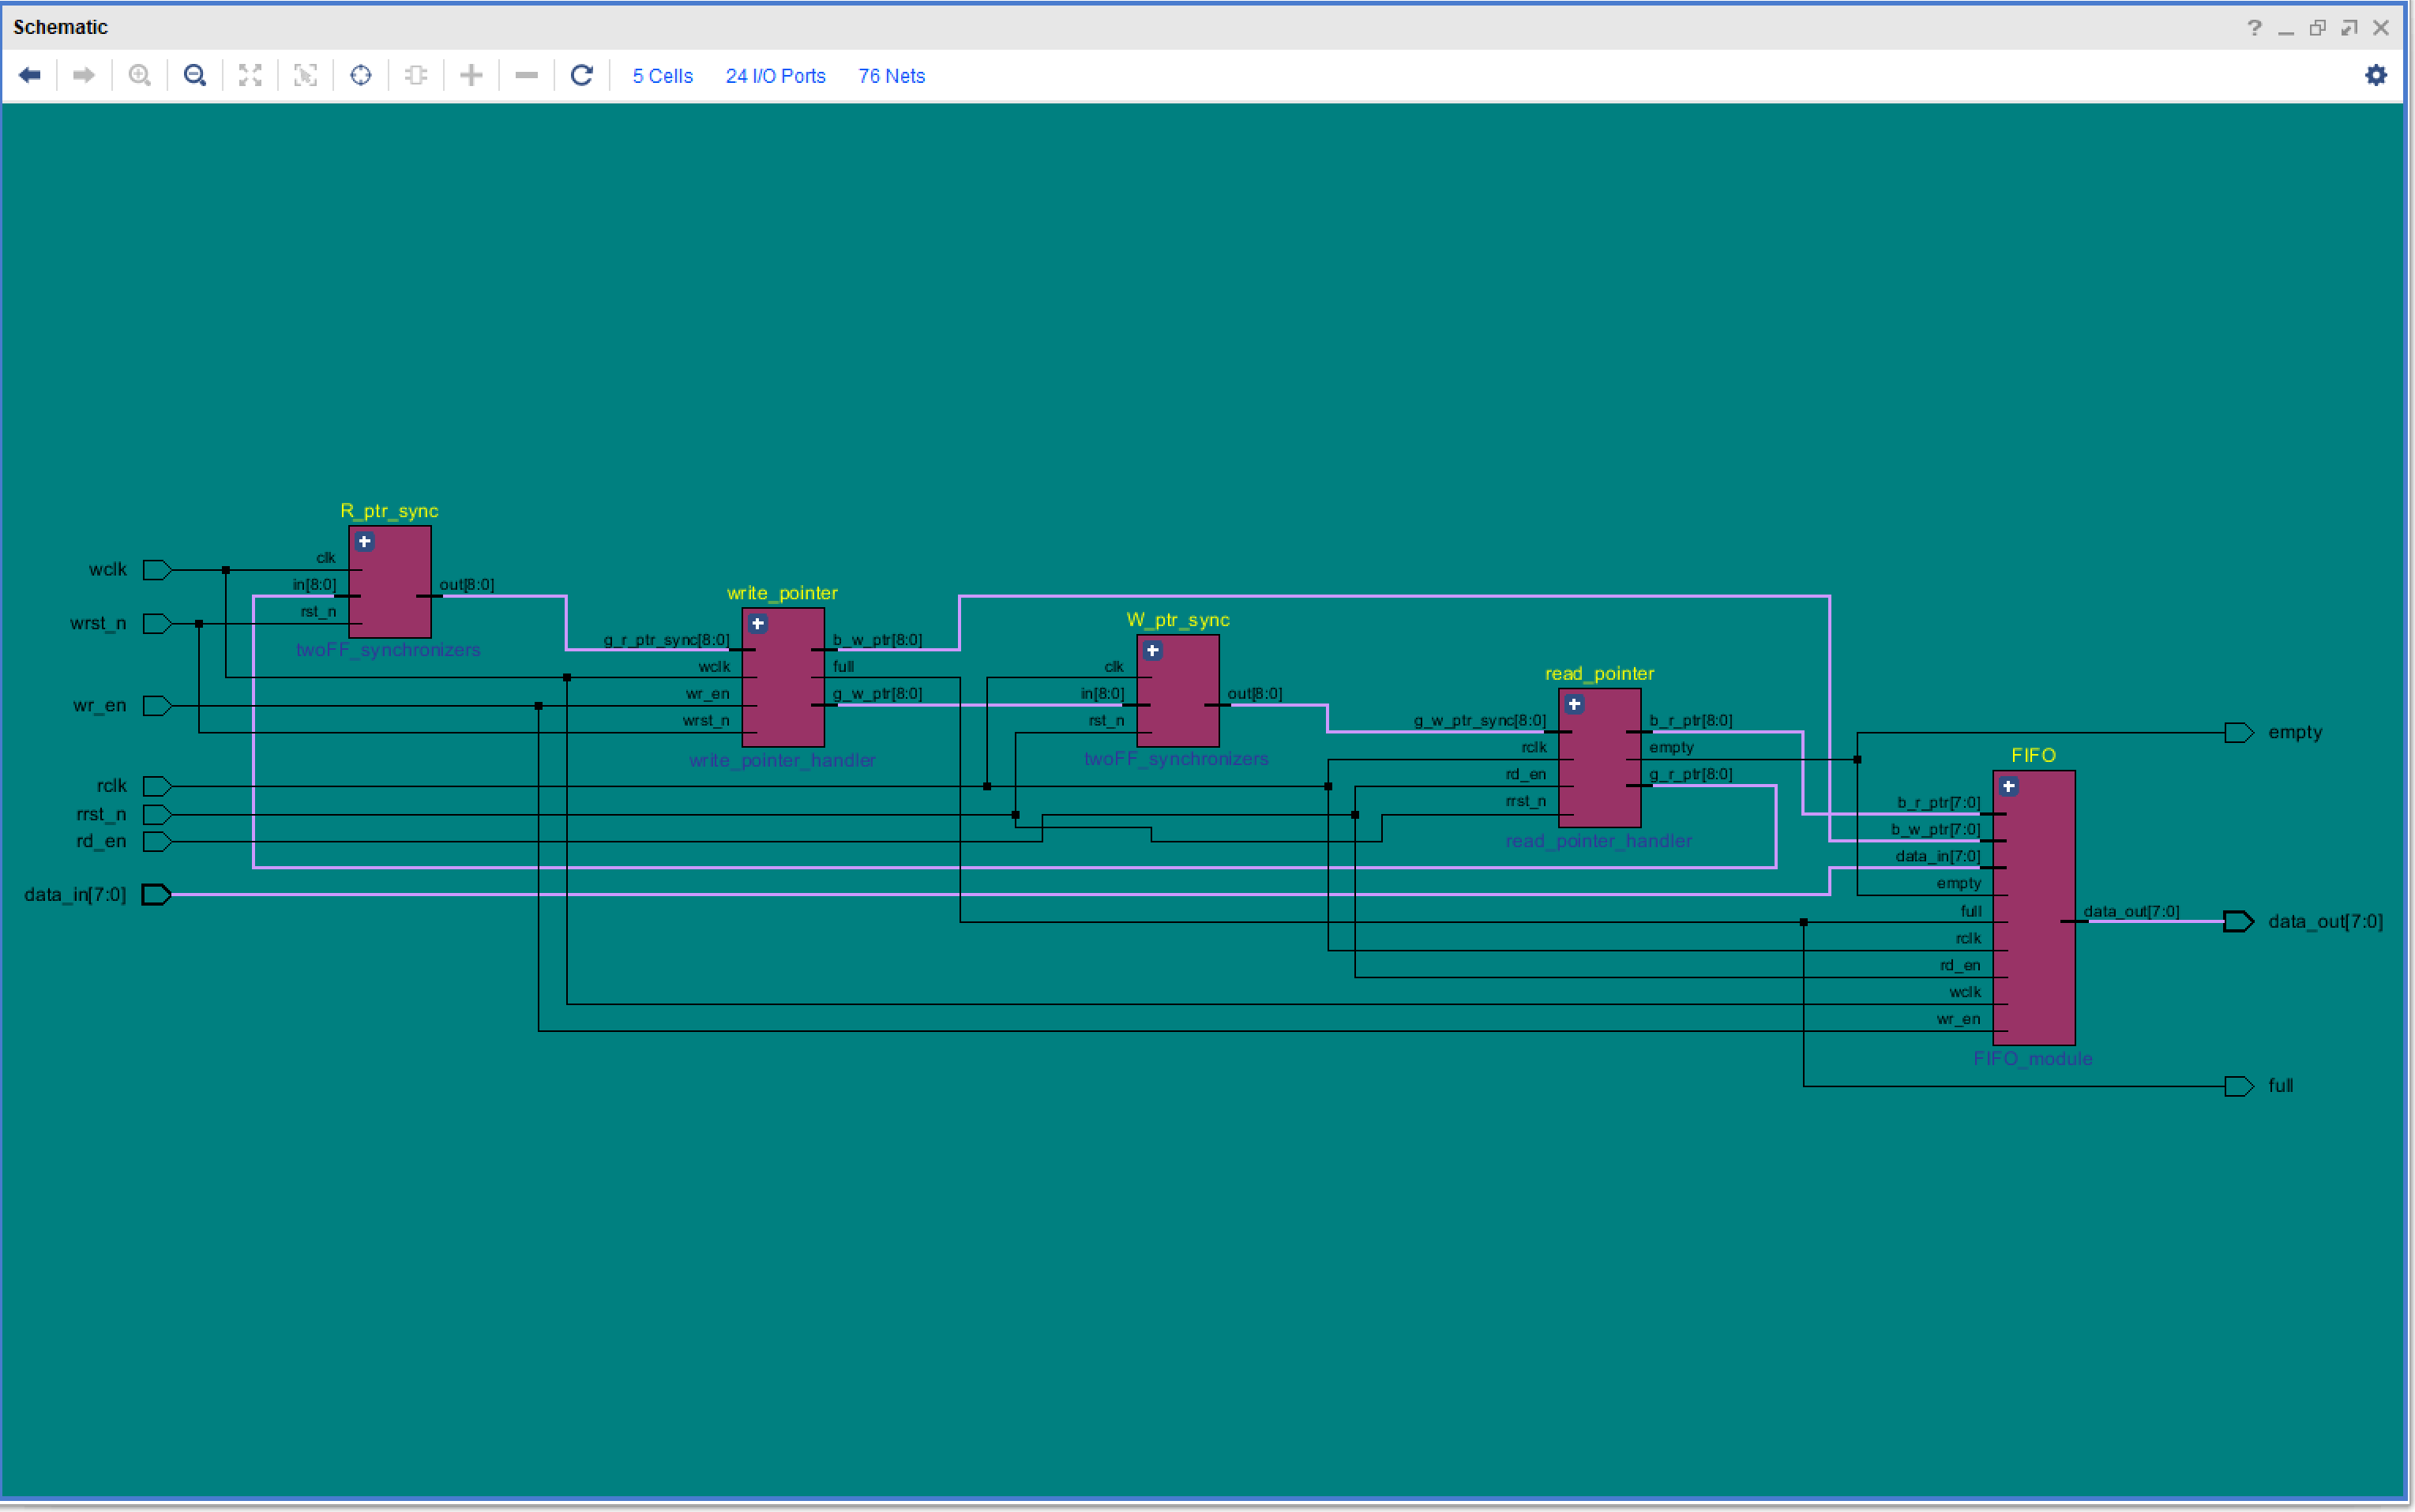 Schematic
5 Cells 24 I/O Ports 76 Nets
R_ptr_sync
wclk
clk
in[8:0]
out[8:0]
wrst_n
rst_n
twoFF_synchronizers
write_pointer
g_r_ptr_sync[8:0]
b_w_ptr[8:0]
wclk
full
wr_en
wr_en
g_w_ptr[8:0]
wrst_n
write_pointer_handler
W_ptr_sync
clk
in[8:0]
out[8:0]
rst_n
twoFF_synchronizers
read_pointer
g_w_ptr_sync[8:0]
b_r_ptr[8:0]
rclk
empty
rd_en
g_r_ptr[8:0]
rrst_n
read_pointer_handler
rclk
rrst_n
rd_en
data_in[7:0]
empty
FIFO
b_r_ptr[7:0]
b_w_ptr[7:0]
data_in[7:0]
empty
full
data_out[7:0]
data_out[7:0]
rclk
rd_en
wclk
wr_en
FIFO_module
full